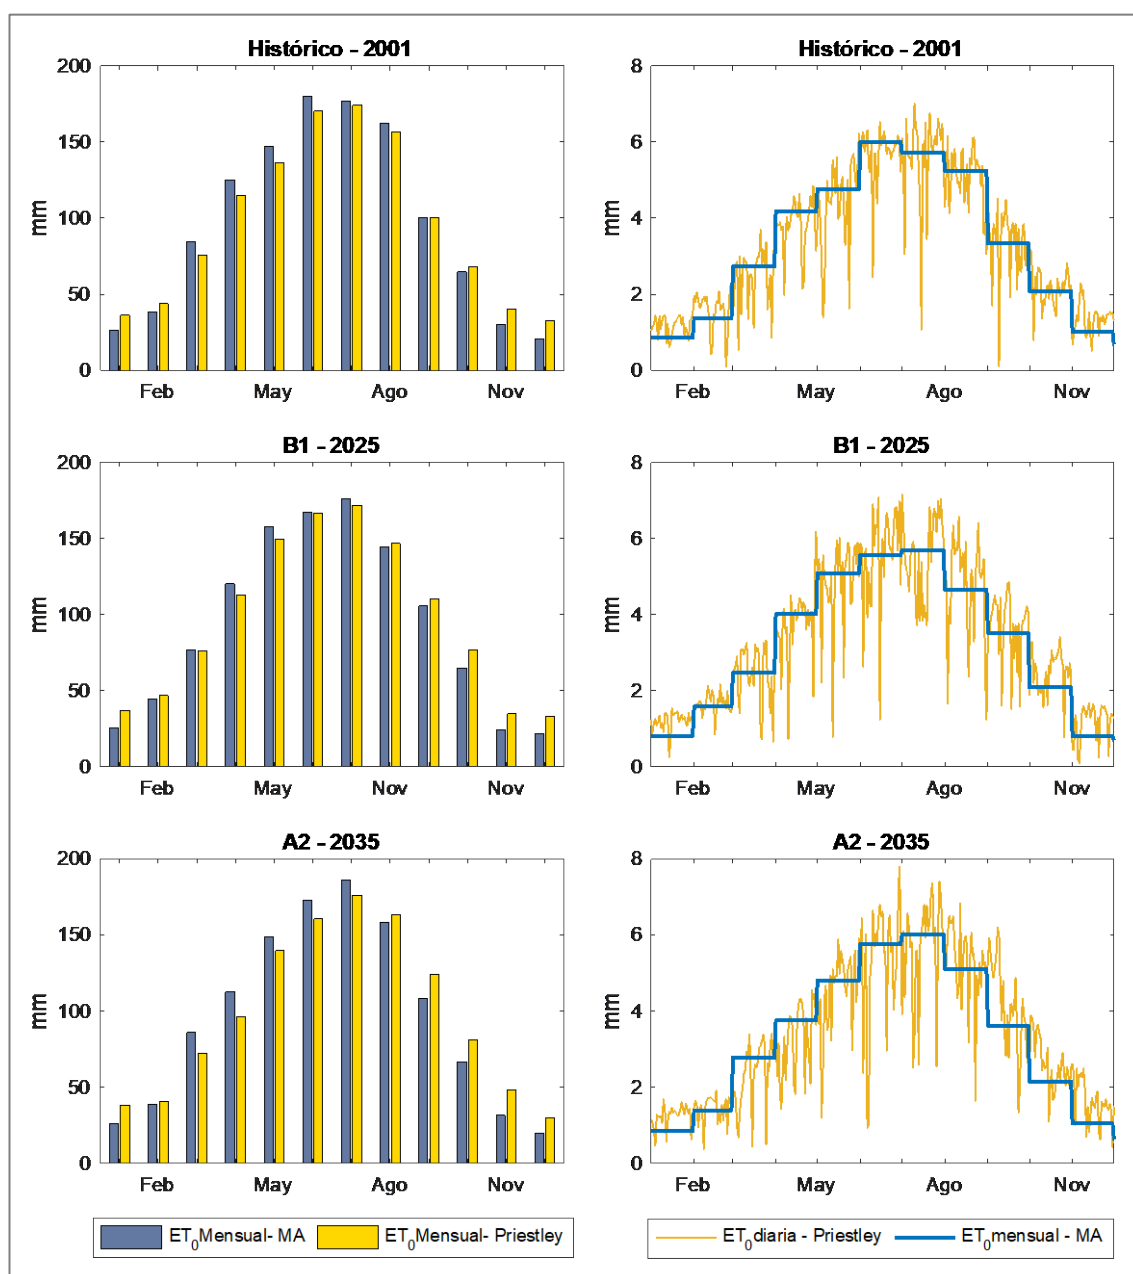 Histórico - 2001
200
150
100
50
0
mm
Feb May Ago Nov
Histórico - 2001
8
6
4
2
0
mm
Feb May Ago Nov
B1 - 2025
200
150
100
50
0
mm
Feb May Nov Nov
B1 - 2025
8
6
4
2
0
mm
Feb May Ago Nov
A2 - 2035
200
150
100
50
0
mm
Feb May Ago Nov
A2 - 2035
8
6
4
2
0
mm
Feb May Ago Nov
ET0Mensual- MA ET0Mensual- Priestley
ET0diaria - Priestley ET0mensual - MA